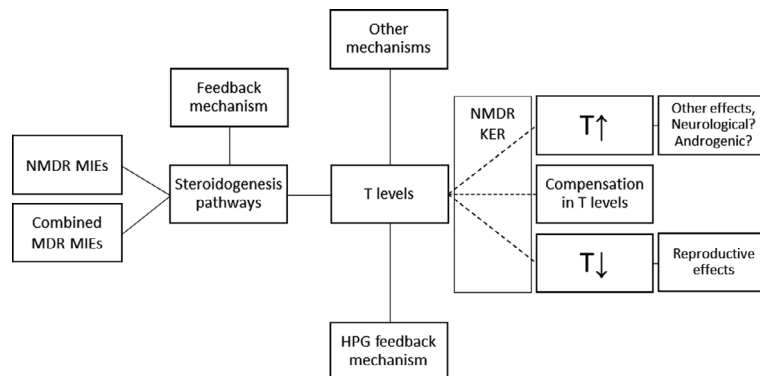 Other
mechanisms
Feedback
mechanism
NMDR MIEs
Combined
MDR MIEs
Steroidogenesis
pathways
T levels
NMDR
KER
T↑
Other effects,
Neurological?
Androgenic?
Compensation
in T levels
T↓
Reproductive
effects
HPG feedback
mechanism